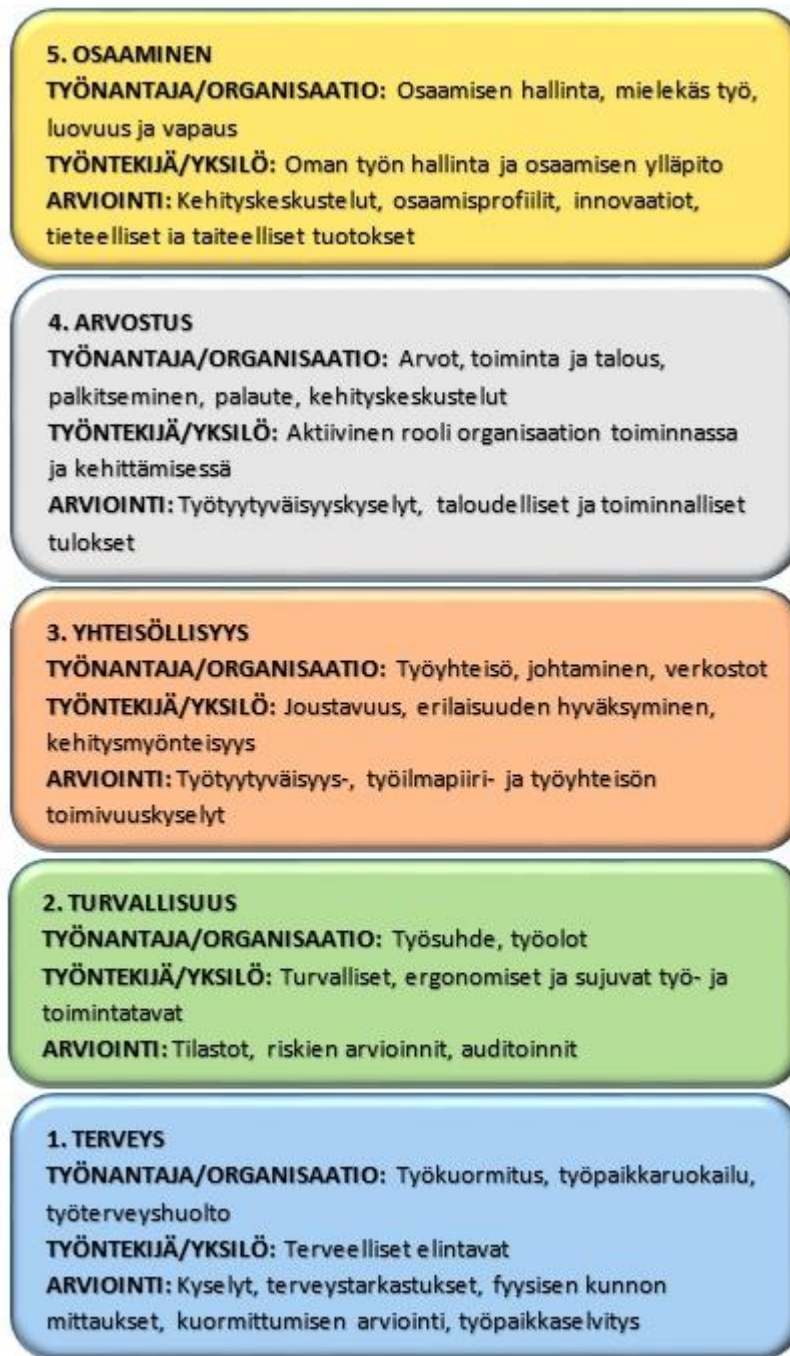 5. OSAAMINEN
TYÖNANTAJA/ORGANISAATIO: Osaamisen hallinta, mielekäs työ,
luovuus ja vapaus
TYÖNTEKIJÄ/YKSILÖ: Oman työn hallinta ja osaamisen ylläpito
ARVIOINTI: Kehityskeskustelut, osaamisprofiilit, innovaatiot,
tieteelliset ja taiteelliset tuotokset
4. ARVOSTUS
TYÖNANTAJA/ORGANISAATIO: Arvot, toiminta ja talous,
palkitseminen, palaute, kehityskeskustelut
TYÖNTEKIJÄ/YKSILÖ: Aktiivinen rooli organisaation toiminnassa
ja kehittämisessä
ARVIOINTI: Työtyytyväisyyskyselyt, taloudelliset ja toiminnalliset
tulokset
3. YHTEISÖLLISYYS
TYÖNANTAJA/ORGANISAATIO: Työyhteisö, johtaminen, verkostot
TYÖNTEKIJÄ/YKSILÖ: Joustavuus, erilaisuuden hyväksyminen,
kehitysmyönteisyys
ARVIOINTI: Työtyytyväisyys-, työilmapiiri- ja työyhteisön
toimivuuskyselyt
2. TURVALLISUUS
TYÖNANTAJA/ORGANISAATIO: Työsuhde, työolot
TYÖNTEKIJÄ/YKSILÖ: Turvalliset, ergonomiset ja sujuvat työ- ja
toimintatavat
ARVIOINTI: Tilastot, riskien arvioinnit, auditoinnit
1. TERVEYS
TYÖNANTAJA/ORGANISAATIO: Työkuormitus, työpaikkaruokailu,
työterveyshuolto
TYÖNTEKIJÄ/YKSILÖ: Terveelliset elintavat
ARVIOINTI: Kyselyt, terveystarkastukset, fyysisen kunnon
mittaukset, kuormittumisen arviointi, työpaikkaselvitys